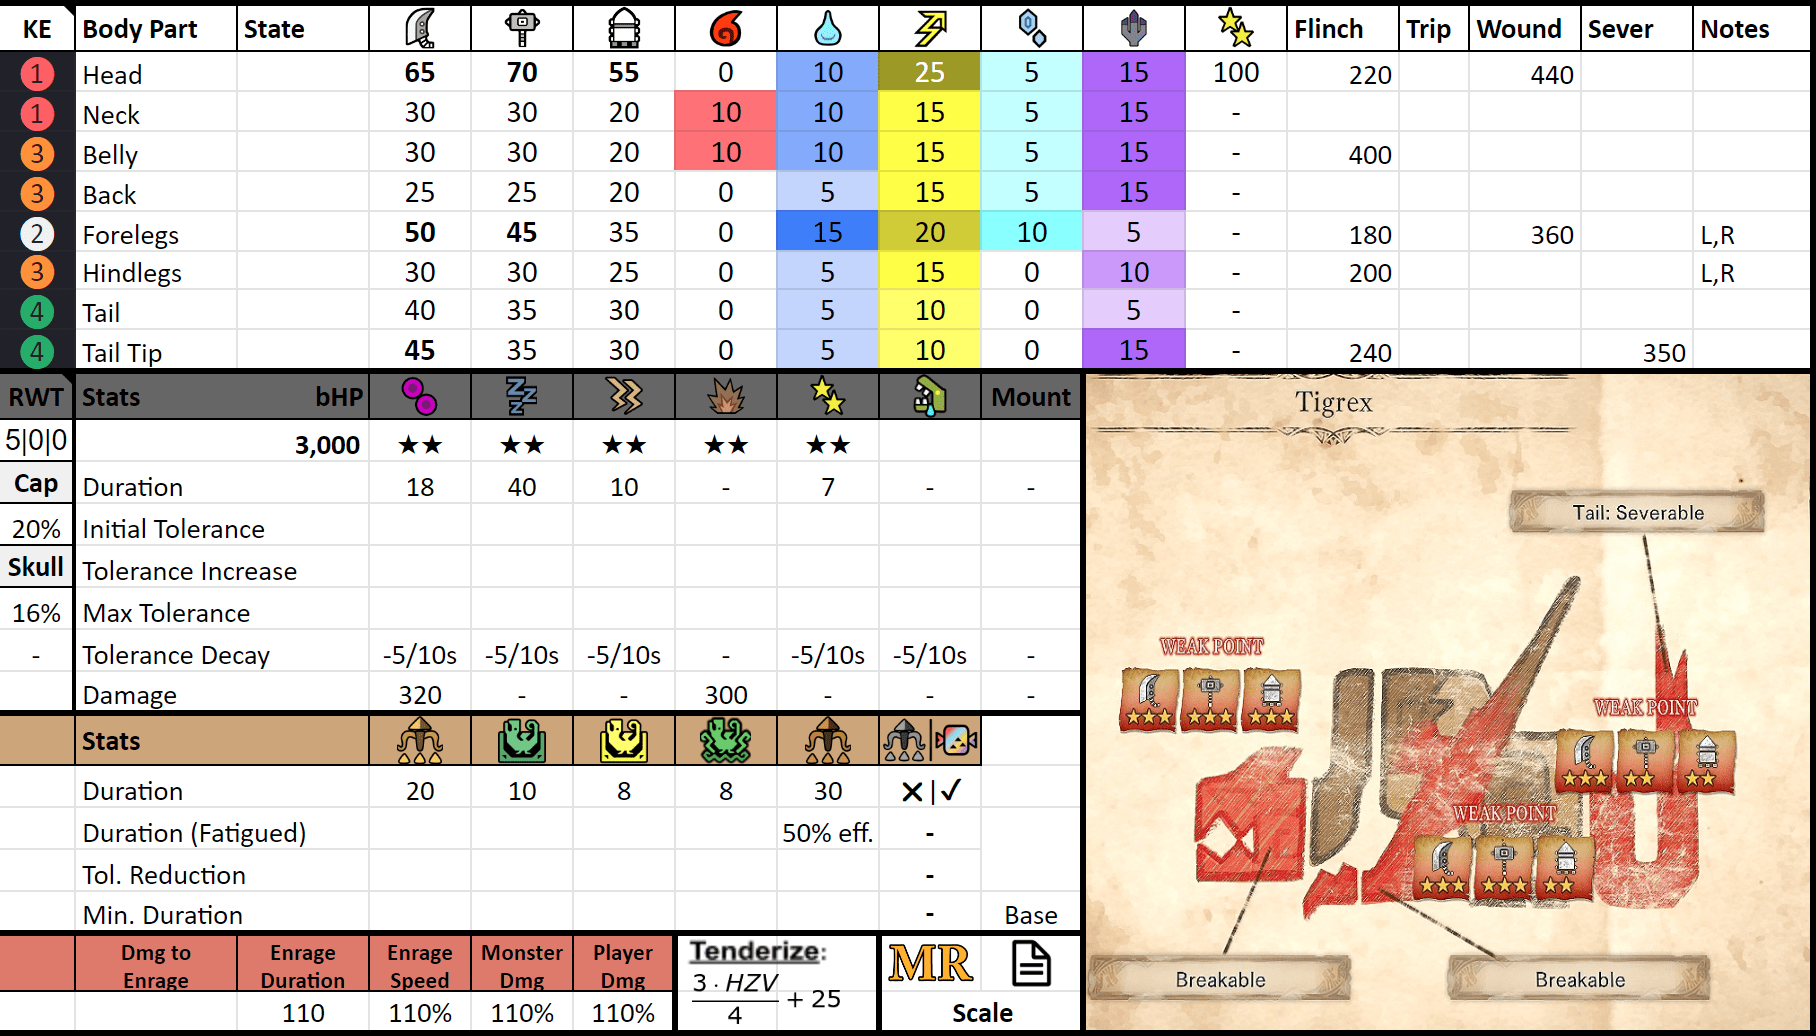 KE Body Part State Flinch Trip Wound Sever Notes
1 Head 65 70 55 0 10 25 5 15 100 220 440
1 Neck 30 30 20 10 10 15 5 15 -
3 Belly 30 30 20 10 10 15 5 15 - 400
3 Back 25 25 20 0 5 15 5 15 -
2 Forelegs 50 45 35 0 15 20 10 5 - 180 360 L,R
3 Hindlegs 30 30 25 0 5 15 0 10 - 200 L,R
4 Tail 40 35 30 0 5 10 0 5 -
4 Tail Tip 45 35 30 0 5 10 0 15 - 240 350
RWT Stats bHP Mount
5|0|0 3,000 ★★ ★★ ★★ ★★ ★★
Cap Duration 18 40 10 - 7 - -
20% Initial Tolerance
Skull Tolerance Increase
16% Max Tolerance
- Tolerance Decay -5/10s -5/10s -5/10s - -5/10s -5/10s -
Damage 320 - - 300 - - -
Stats
Duration 20 10 8 8 30 ✕|✓
Duration (Fatigued) 50% eff. -
Tol. Reduction -
Min. Duration - Base
Dmg to Enrage Enrage Duration Enrage Speed Monster Dmg Player Dmg
110 110% 110% 110%
Tenderize:
3 · HZV
4
+ 25
MR
Scale
Tigrex
Tail: Severable
WEAK POINT
WEAK POINT
WEAK POINT
Breakable
Breakable